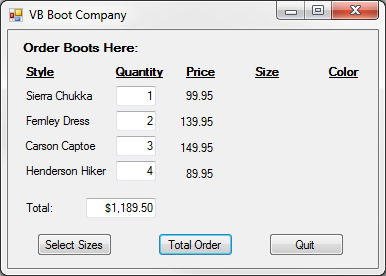 VB Boot Company
Order Boots Here:
Style Quantity Price Size Color
Sierra Chukka 1 99.95
Fernley Dress 2 139.95
Carson Captoe 3 149.95
Henderson Hiker 4 89.95
Total: $1,189.50
Select Sizes Total Order Quit